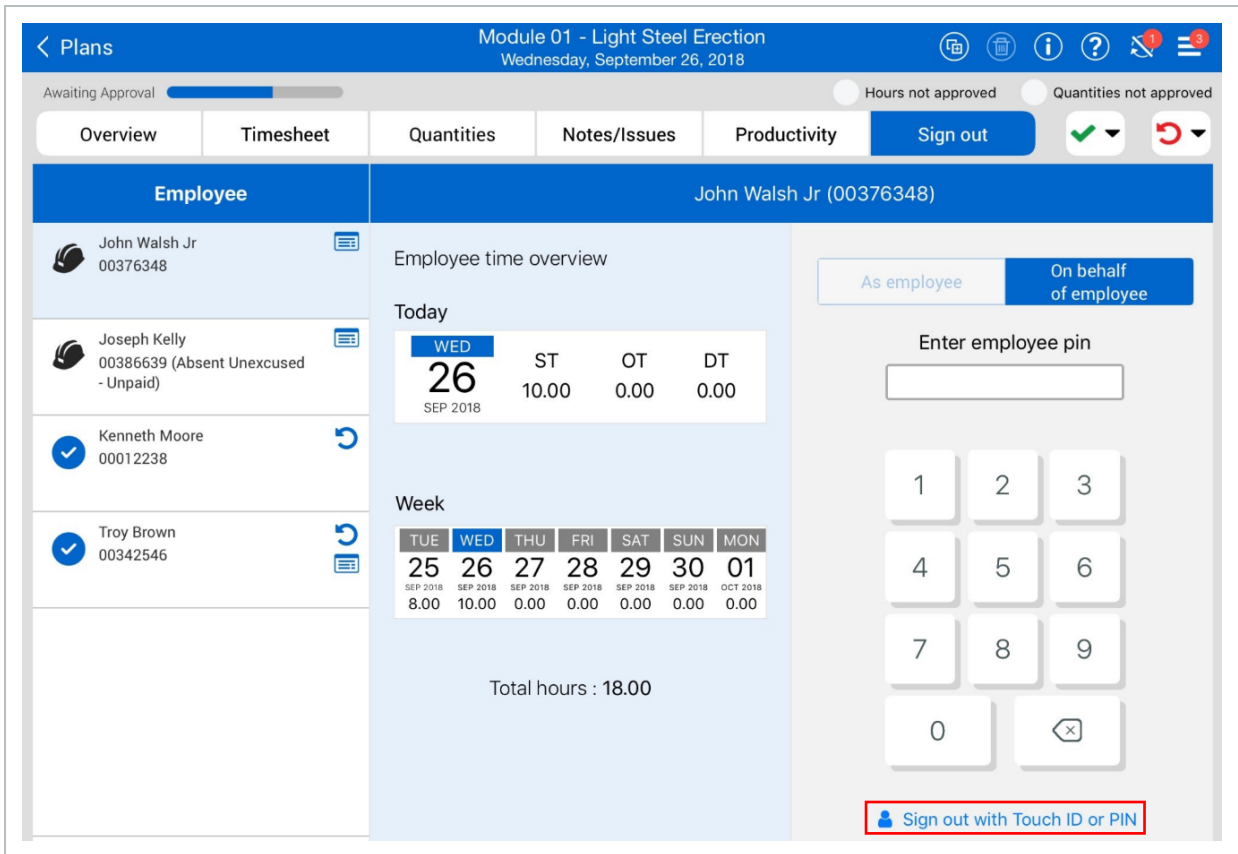 Plans
Module 01 - Light Steel Erection
Wednesday, September 26, 2018
1
3
Awaiting Approval
Hours not approved
Quantities not approved
Overview
Timesheet
Quantities
Notes/Issues
Productivity
Sign out
Employee
John Walsh Jr (00376348)
John Walsh Jr
00376348
Joseph Kelly
00386639 (Absent Unexcused
- Unpaid)
Kenneth Moore
00012238
Troy Brown
00342546
Employee time overview
Today
WED
26
SEP 2018
ST OT DT
10.00 0.00 0.00
Week
TUE WED THU FRI SAT SUN MON
25 26 27 28 29 30 01
SEP 2018 SEP 2018 SEP 2018 SEP 2018 SEP 2018 SEP 2018 OCT 2018
8.00 10.00 0.00 0.00 0.00 0.00 0.00
Total hours : 18.00
As employee
On behalf
of employee
Enter employee pin
1 2 3
4 5 6
7 8 9
0
Sign out with Touch ID or PIN